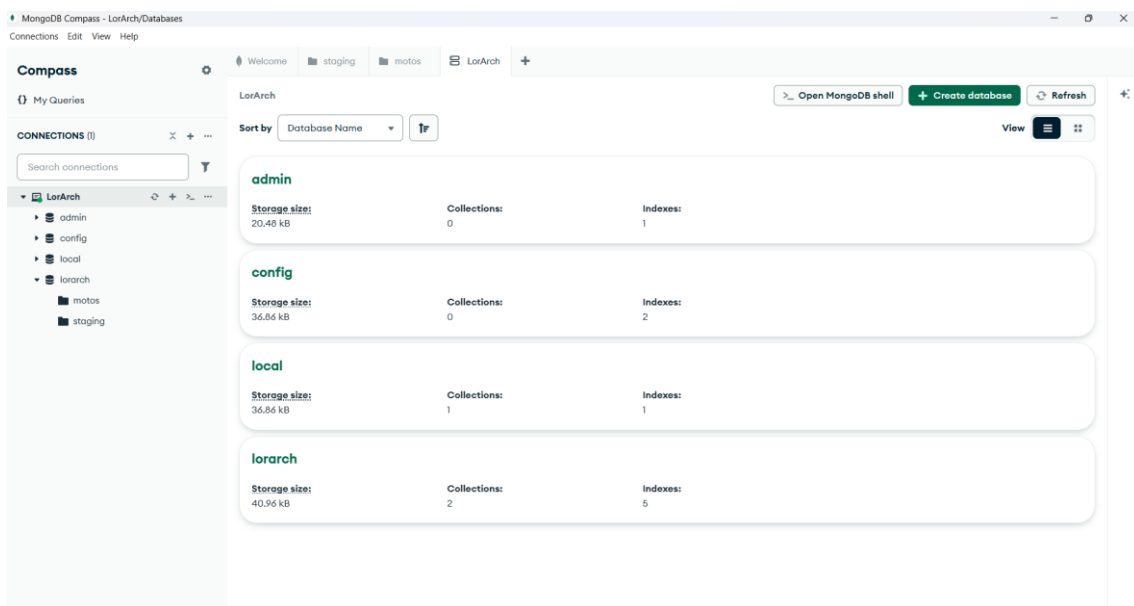 MongoDB Compass - LorArch/Databases
Connections Edit View Help
Compass
{} My Queries
CONNECTIONS (1)
Search connections
LorArch
admin
config
local
lorarch
motos
staging
Welcome staging motos LorArch
LorArch
>_ Open MongoDB shell + Create database Refresh
Sort by Database Name View
admin
Storage size: Collections: Indexes:
20.48 kB 0 1
config
Storage size: Collections: Indexes:
36.86 kB 0 2
local
Storage size: Collections: Indexes:
36.86 kB 1 1
lorarch
Storage size: Collections: Indexes:
40.96 kB 2 5